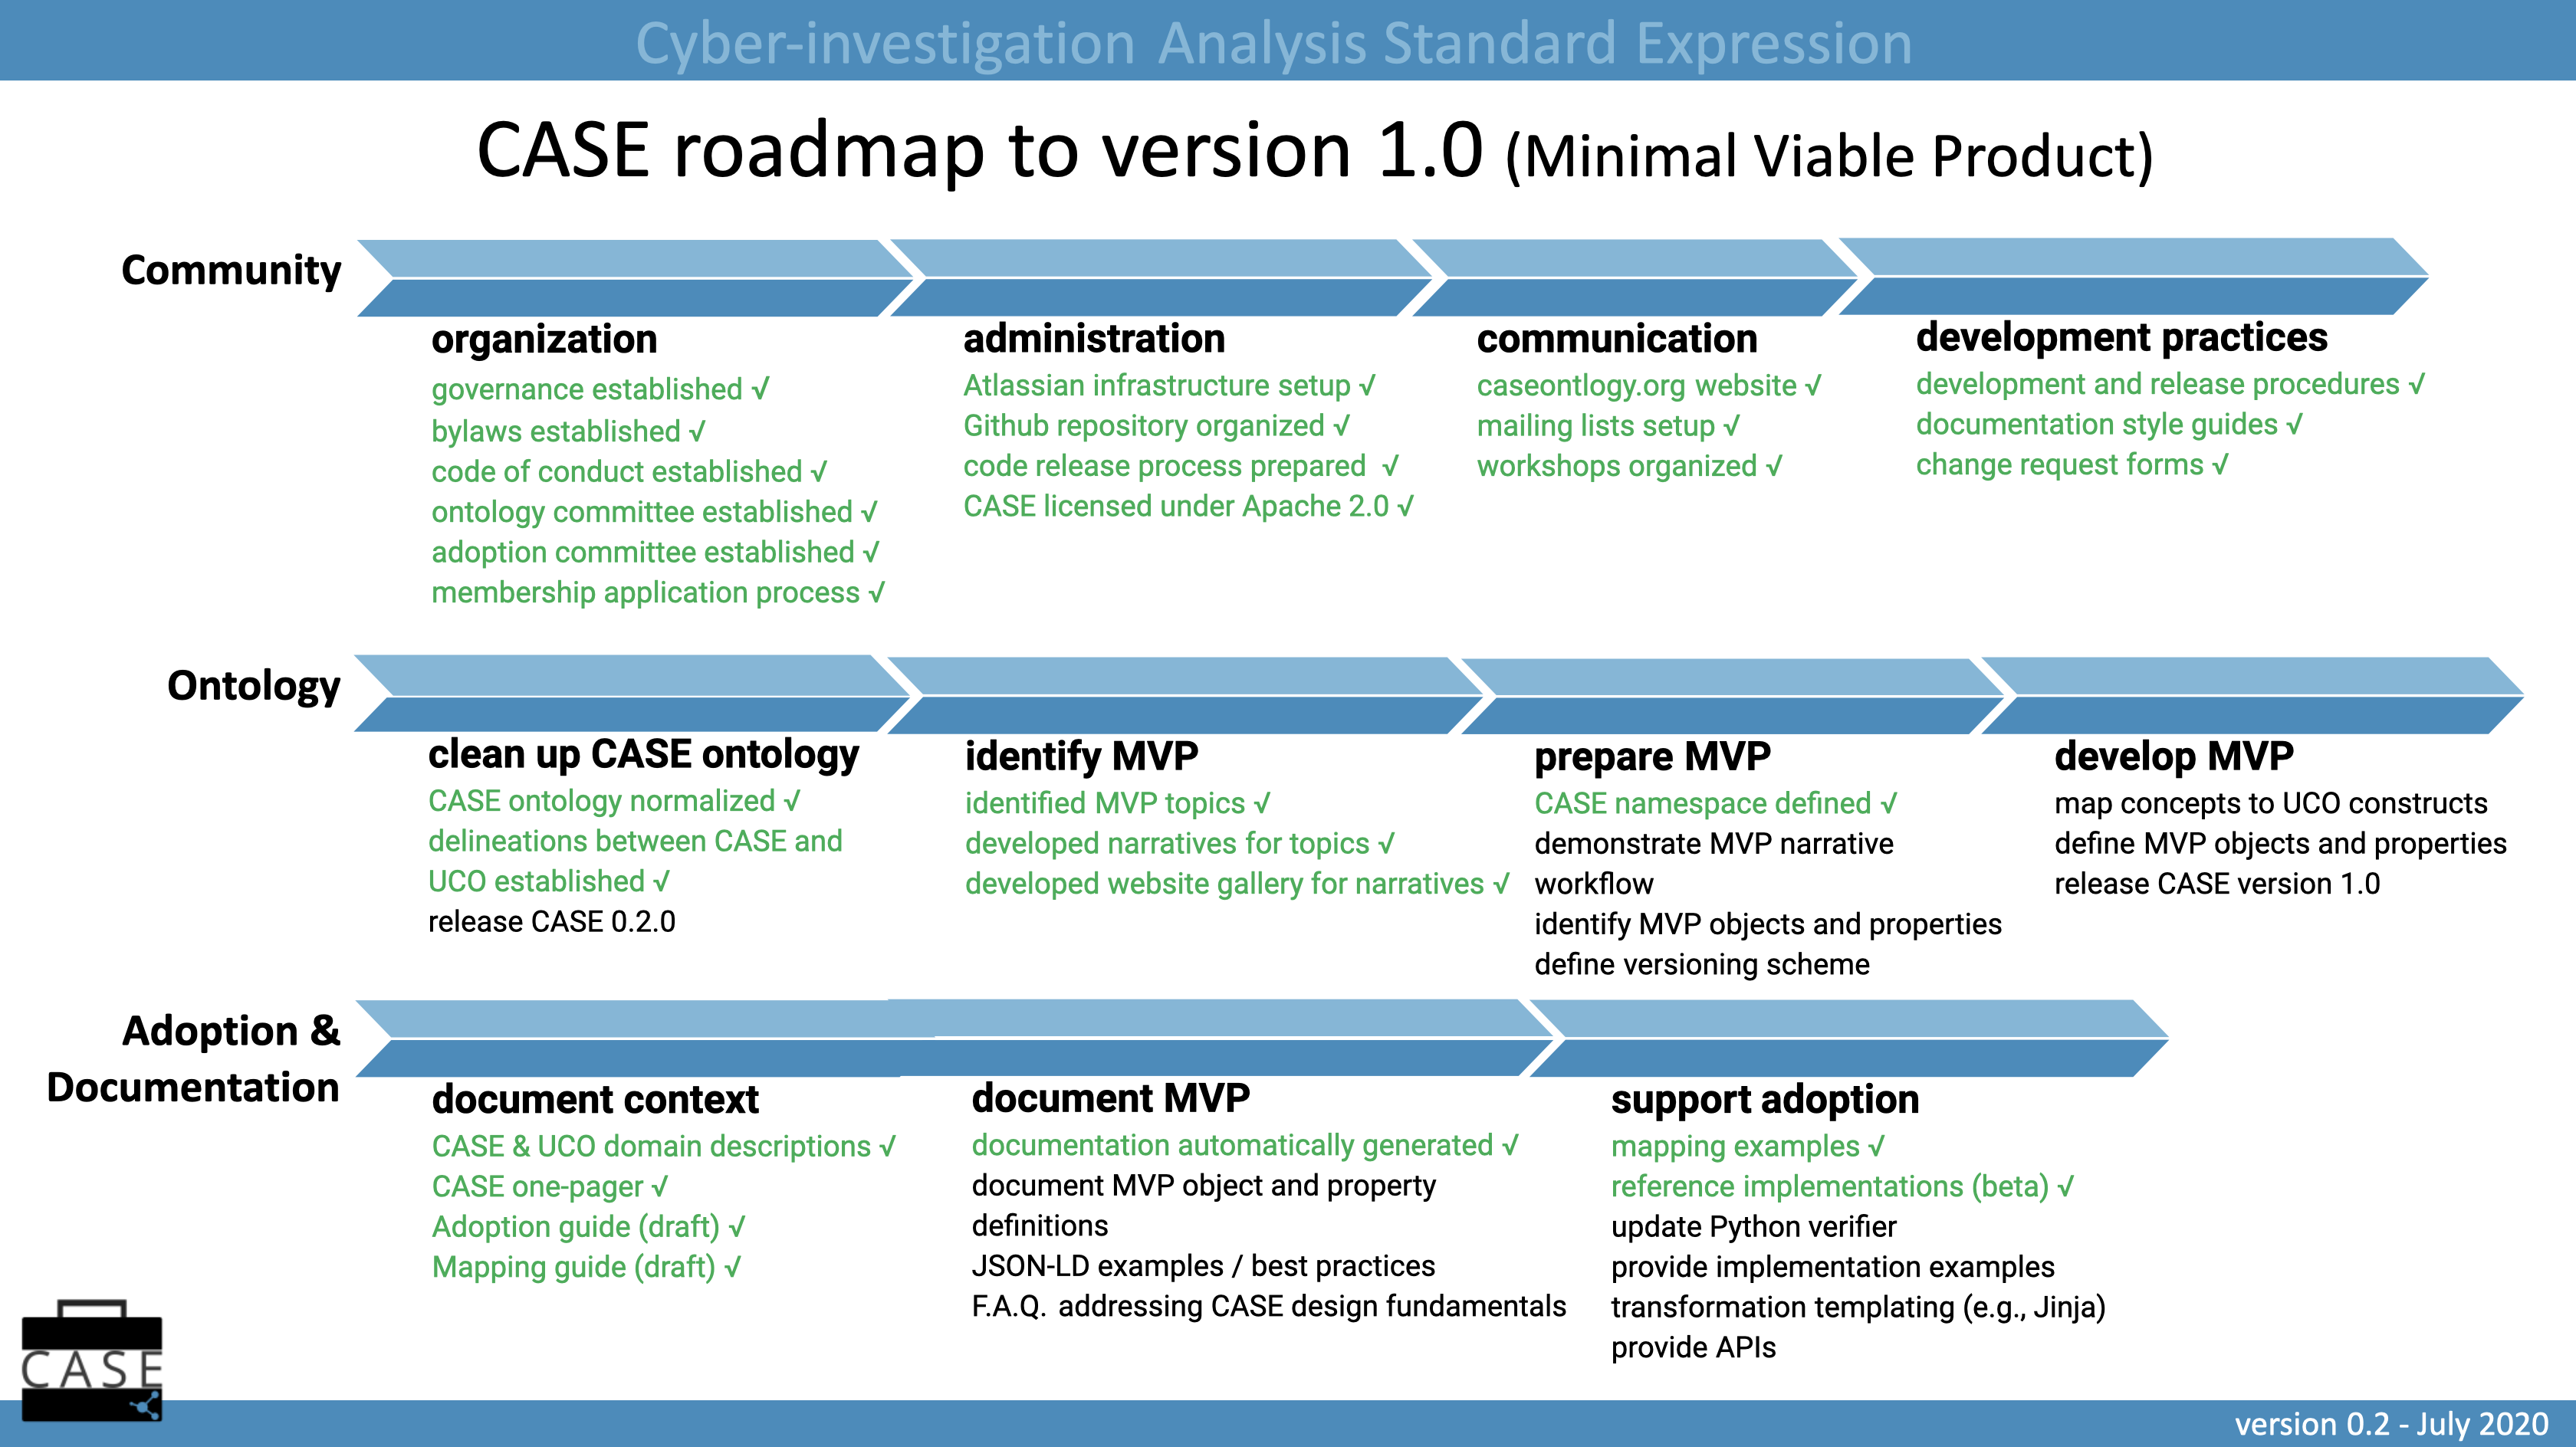 Cyber-investigation Analysis Standard Expression
CASE roadmap to version 1.0 (Minimal Viable Product)
Community
organization
governance established √
bylaws established √
code of conduct established √
ontology committee established √
adoption committee established √
membership application process √
administration
Atlassian infrastructure setup √
Github repository organized √
code release process prepared √
CASE licensed under Apache 2.0 √
communication
caseontlogy.org website √
mailing lists setup √
workshops organized √
development practices
development and release procedures √
documentation style guides √
change request forms √
Ontology
clean up CASE ontology
CASE ontology normalized √
delineations between CASE and
UCO established √
release CASE 0.2.0
identify MVP
identified MVP topics √
developed narratives for topics √
developed website gallery for narratives √
prepare MVP
CASE namespace defined √
demonstrate MVP narrative
workflow
identify MVP objects and properties
define versioning scheme
develop MVP
map concepts to UCO constructs
define MVP objects and properties
release CASE version 1.0
Adoption &
Documentation
document context
CASE & UCO domain descriptions √
CASE one-pager √
Adoption guide (draft) √
Mapping guide (draft) √
document MVP
documentation automatically generated √
document MVP object and property
definitions
JSON-LD examples / best practices
F.A.Q. addressing CASE design fundamentals
support adoption
mapping examples √
reference implementations (beta) √
update Python verifier
provide implementation examples
transformation templating (e.g., Jinja)
provide APIs
CASE
version 0.2 - July 2020